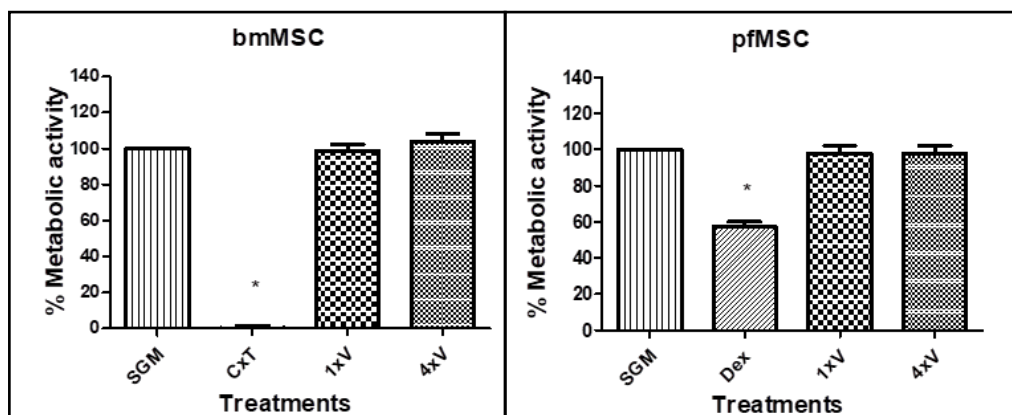 bmMSC
% Metabolic activity
140
120
100
80
60
40
20
0
*
SGM
CxT
1xV
4xV
Treatments
pfMSC
% Metabolic activity
140
120
100
80
60
40
20
0
*
SGM
Dex
1xV
4xV
Treatments